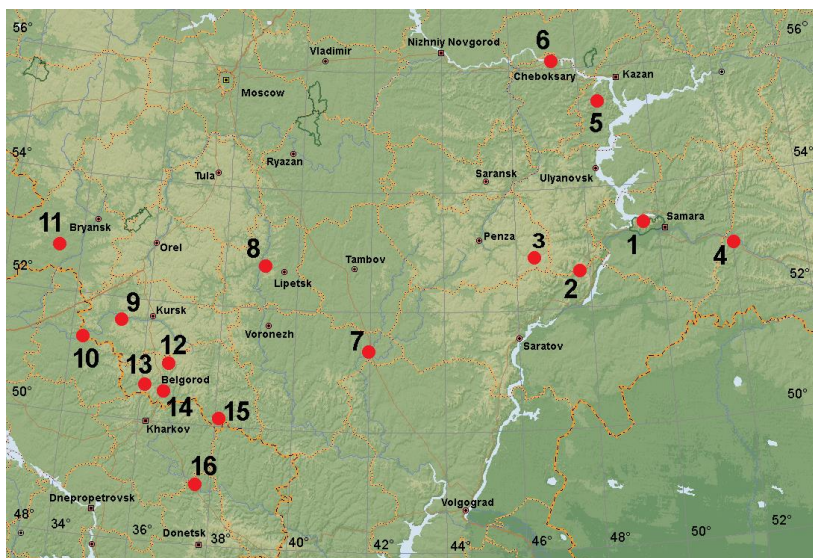 56°
56°
6
Nizhniy Novgorod
Vladimir
Cheboksary
Kazan
Moscow
5
54°
54°
Ryazan
Tula
Saransk
Ulyanovsk
11
Bryansk
Samara
Penza
3
1
Orel
8
4
52°
Tambov
Lipetsk
2
52°
9
Kursk
Voronezh
10
12
7
Saratov
13
Belgorod
50°
50°
14
15
Kharkov
16
Dnepropetrovsk
Volgograd
48°
34°
36°
38°
40°
42°
44°
46°
48°
50°
52°
Donetsk